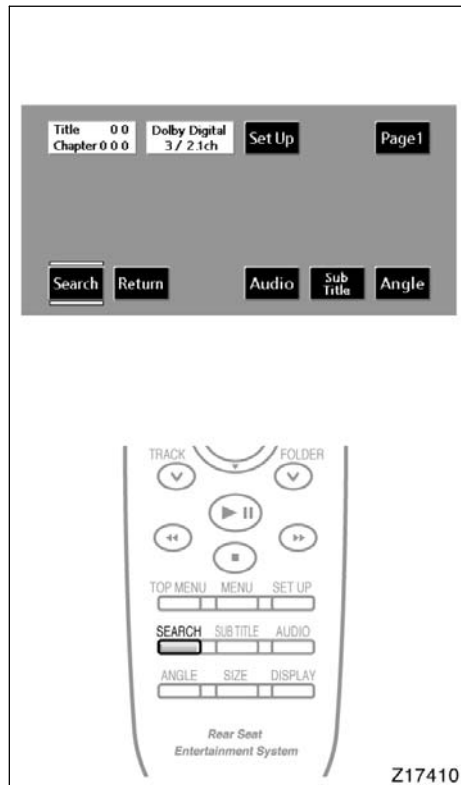 Title 0 0
Chapter 0 0 0
Dolby Digital
3 / 2.1ch
Set Up
Page1
Search
Return
Audio
Sub
Title
Angle
TRACK
FOLDER
TOP MENU
MENU
SET UP
SEARCH
SUB TITLE
AUDIO
ANGLE
SIZE
DISPLAY
Rear Seat
Entertainment System
Z17410